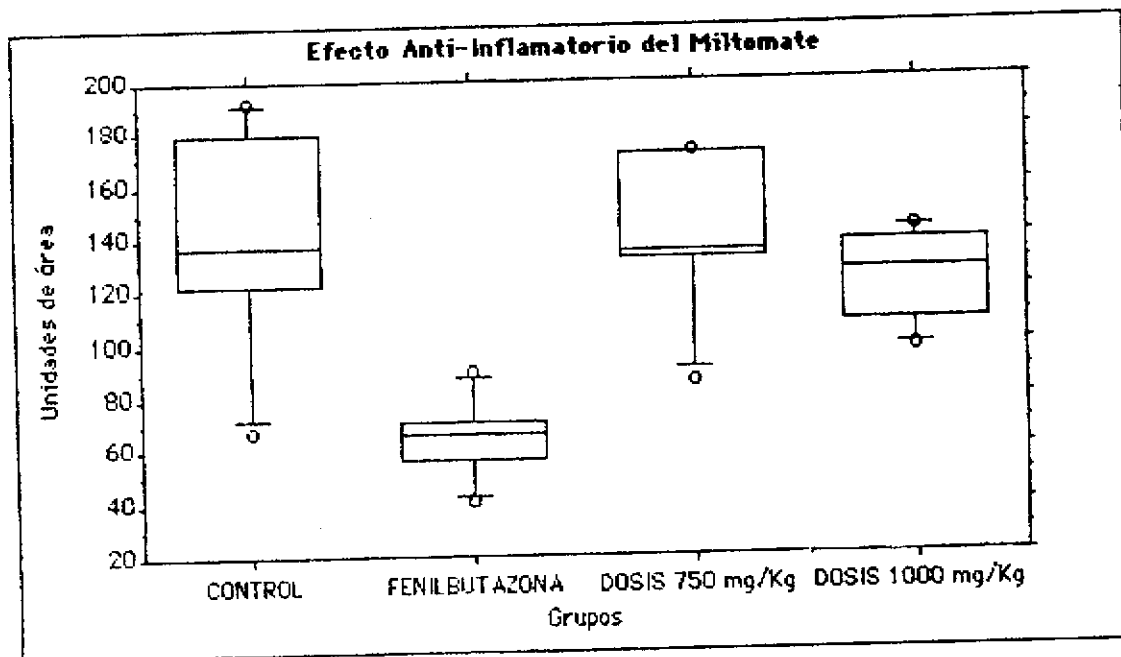 Efecto Anti-Inflamatorio del Miltomate
200
180
160
140
120
100
80
60
40
20
Unidades de área
CONTROL
FENILBUTAZONA
DOSIS 750 mg/Kg
DOSIS 1000 mg/Kg
Grupos